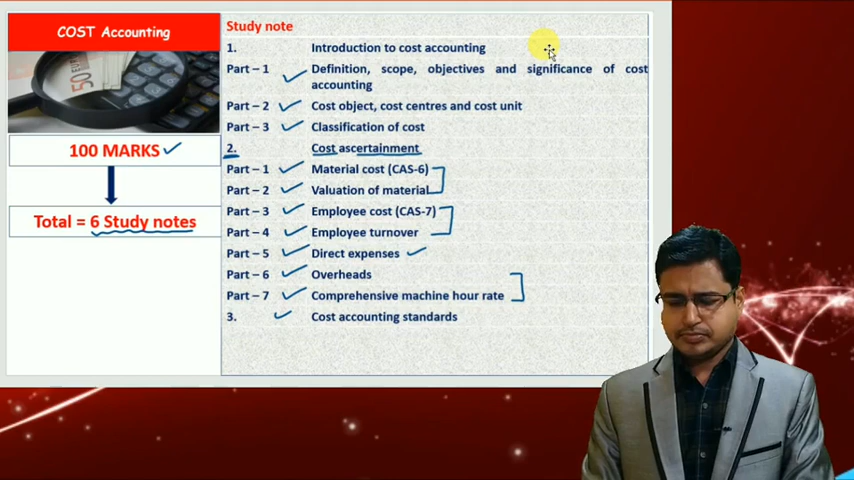 COST Accounting
100 MARKS
Total = 6 Study notes
Study note
1. Introduction to cost accounting
Part – 1 Definition, scope, objectives and significance of cost
accounting
Part – 2 Cost object, cost centres and cost unit
Part – 3 Classification of cost
2. Cost ascertainment
Part – 1 Material cost (CAS-6)
Part – 2 Valuation of material
Part – 3 Employee cost (CAS-7)
Part – 4 Employee turnover
Part – 5 Direct expenses
Part – 6 Overheads
Part – 7 Comprehensive machine hour rate
3. Cost accounting standards